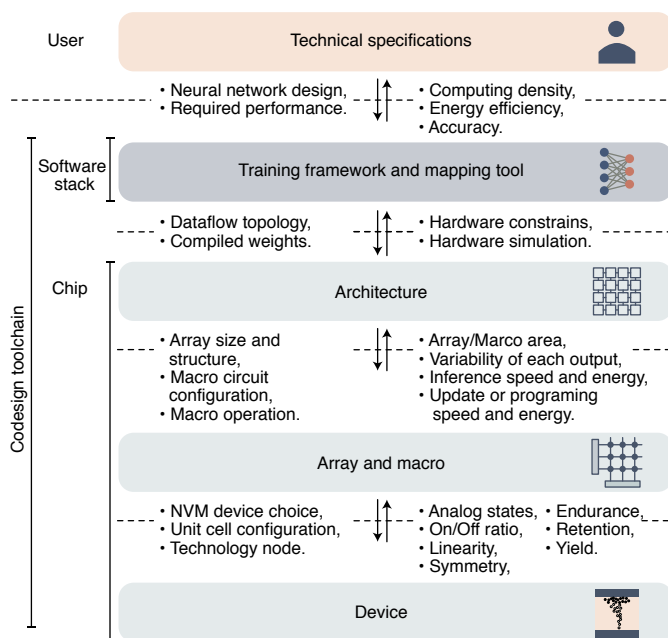 User
Technical specifications
• Neural network design,
• Required performance.
• Computing density,
• Energy efficiency,
• Accuracy.
Codesign toolchain
Software
stack
Training framework and mapping tool
• Dataflow topology,
• Compiled weights.
• Hardware constrains,
• Hardware simulation.
Chip
Architecture
• Array size and
structure,
• Macro circuit
configuration,
• Macro operation.
• Array/Marco area,
• Variability of each output,
• Inference speed and energy,
• Update or programing
speed and energy.
Array and macro
• NVM device choice,
• Unit cell configuration,
• Technology node.
• Analog states,
• On/Off ratio,
• Linearity,
• Symmetry,
• Endurance,
• Retention,
• Yield.
Device